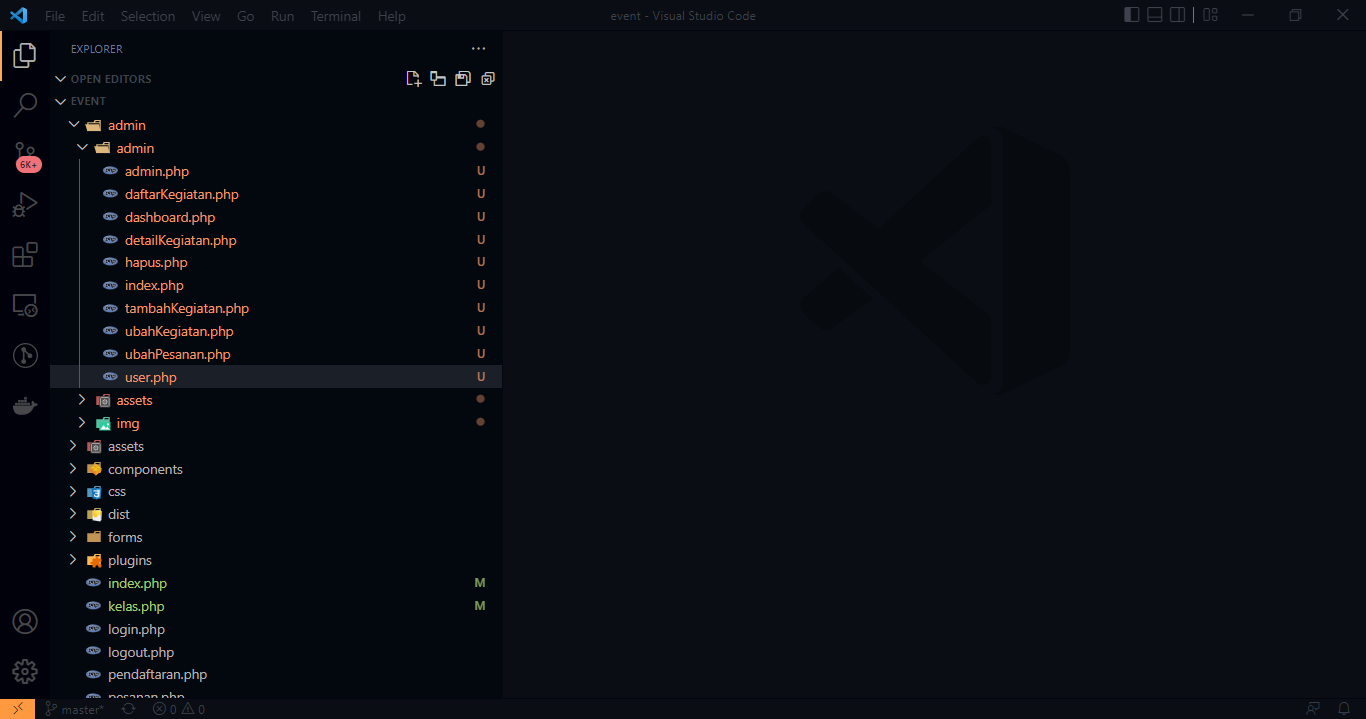 File Edit Selection View Go Run Terminal Help event - Visual Studio Code
EXPLORER
OPEN EDITORS
EVENT
admin
admin
admin.php U
daftarKegiatan.php U
dashboard.php U
detailKegiatan.php U
hapus.php U
index.php U
tambahKegiatan.php U
ubahKegiatan.php U
ubahPesanan.php U
user.php U
assets
img
assets
components
css
dist
forms
plugins
index.php M
kelas.php M
login.php
logout.php
pendaftaran.php
pesanan.php
6K+
master* 0 0